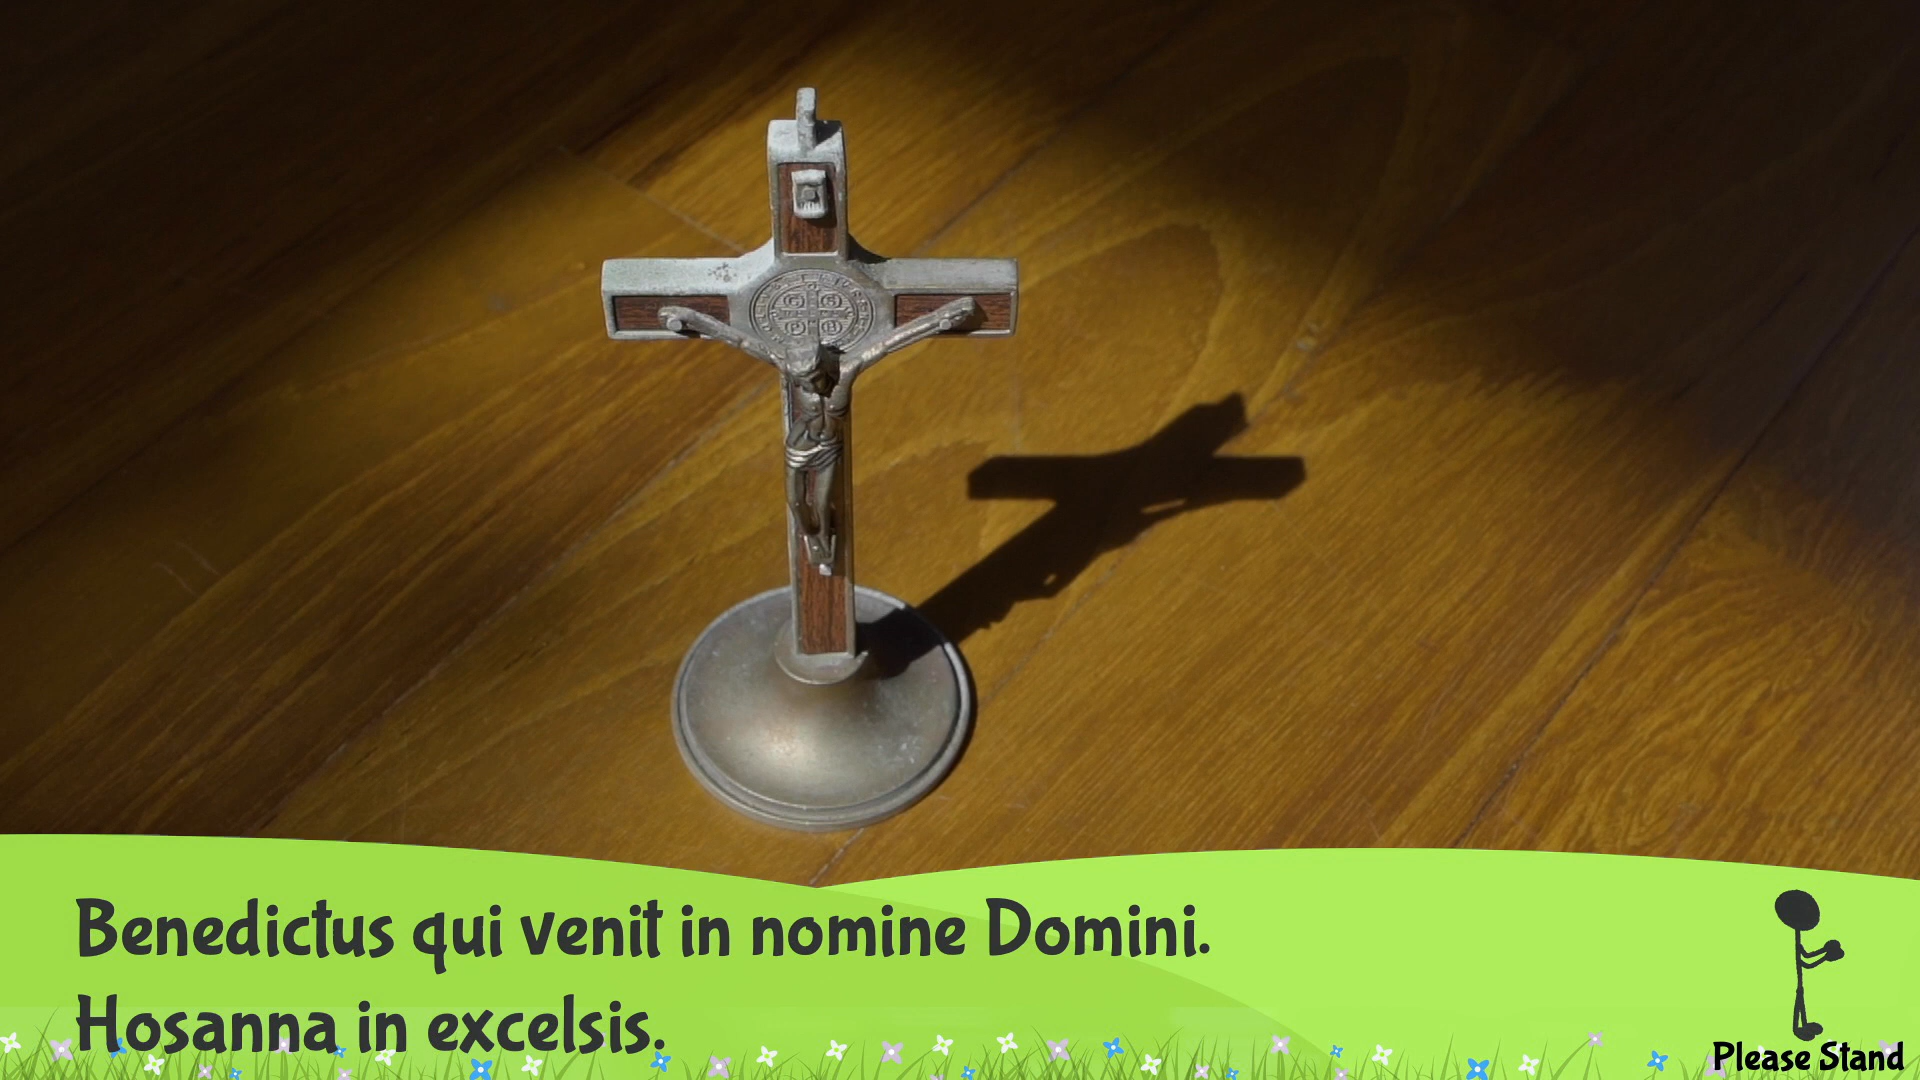 Benedictus qui venit in nomine Domini.
Hosanna in excelsis.
Please Stand